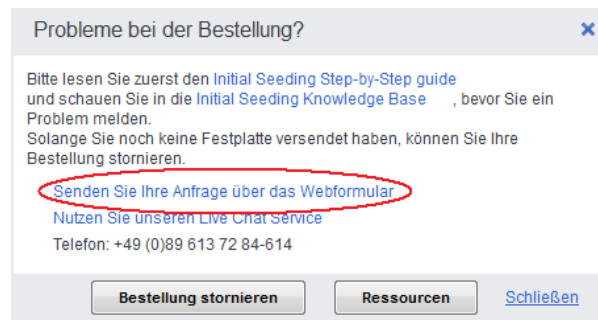 Probleme bei der Bestellung?
Bitte lesen Sie zuerst den Initial Seeding Step-by-Step guide
und schauen Sie in die Initial Seeding Knowledge Base , bevor Sie ein
Problem melden.
Solange Sie noch keine Festplatte versendet haben, können Sie Ihre
Bestellung stornieren.
Senden Sie Ihre Anfrage über das Webformular
Nutzen Sie unseren Live Chat Service
Telefon: +49 (0)89 613 72 84-614
Bestellung stornieren Ressourcen Schließen